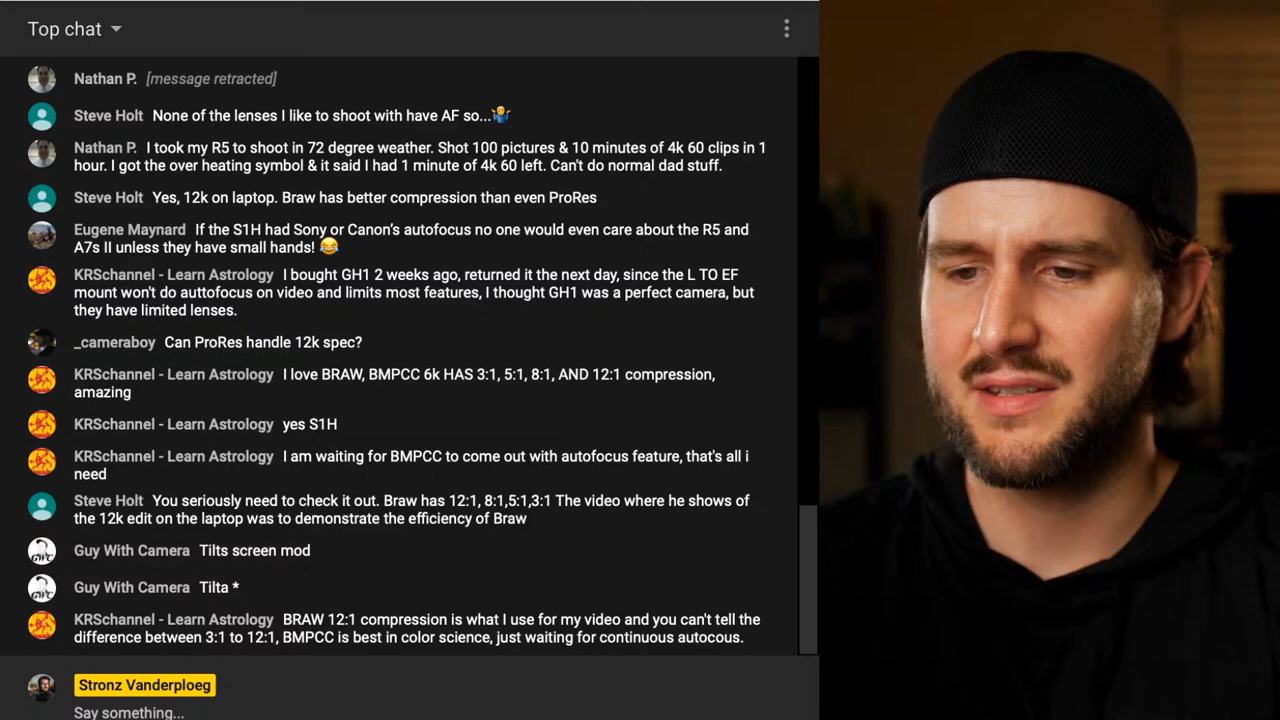 Top chat
Nathan P. [message retracted]
Steve Holt None of the lenses I like to shoot with have AF so...🤷
Nathan P. I took my R5 to shoot in 72 degree weather. Shot 100 pictures & 10 minutes of 4k 60 clips in 1
hour. I got the over heating symbol & it said I had 1 minute of 4k 60 left. Can't do normal dad stuff.
Steve Holt Yes, 12k on laptop. Braw has better compression than even ProRes
Eugene Maynard If the S1H had Sony or Canon’s autofocus no one would even care about the R5 and
A7s II unless they have small hands! 😂
KRSchannel - Learn Astrology I bought GH1 2 weeks ago, returned it the next day, since the L TO EF
mount won't do auttofocus on video and limits most features, I thought GH1 was a perfect camera, but
they have limited lenses.
_cameraboy Can ProRes handle 12k spec?
KRSchannel - Learn Astrology I love BRAW, BMPCC 6k HAS 3:1, 5:1, 8:1, AND 12:1 compression,
amazing
KRSchannel - Learn Astrology yes S1H
KRSchannel - Learn Astrology I am waiting for BMPCC to come out with autofocus feature, that's all i
need
Steve Holt You seriously need to check it out. Braw has 12:1, 8:1,5:1,3:1 The video where he shows of
the 12k edit on the laptop was to demonstrate the efficiency of Braw
Guy With Camera Tilts screen mod
Guy With Camera Tilta *
KRSchannel - Learn Astrology BRAW 12:1 compression is what I use for my video and you can't tell the
difference between 3:1 to 12:1, BMPCC is best in color science, just waiting for continuous autocous.
Stronz Vanderploeg
Say something...